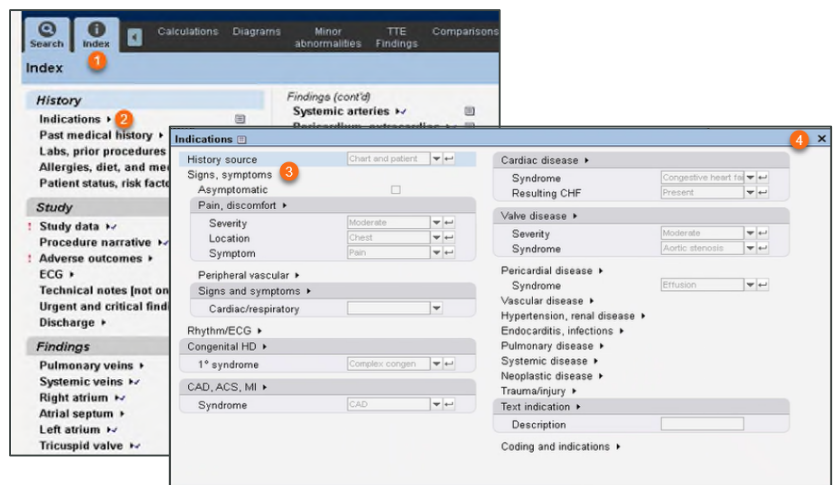 Search
Index
Calculations
Diagrams
Minor abnormalities
TTE Findings
Comparisons
1
Index
History
Indications
2
Past medical history
Labs, prior procedures
Allergies, diet, and
Patient status, risk
Study
! Study data
Procedure narrative
! Adverse outcomes
ECG
Technical notes [not
Urgent and critical
Discharge
Findings
Pulmonary veins
Systemic veins
Right atrium
Atrial septum
Left atrium
Tricuspid valve
Findings (cont'd)
Systemic arteries
Indications
4
History source Chart and patient
Signs, symptoms 3
Asymptomatic
Pain, discomfort
Severity Moderate
Location Chest
Symptom Pain
Peripheral vascular
Signs and symptoms
Cardiac/respiratory
Rhythm/ECG
Congenital HD
1° syndrome Complex congen
CAD, ACS, MI
Syndrome CAD
Cardiac disease
Syndrome Congestive heart
Resulting CHF Present
Valve disease
Severity Moderate
Syndrome Aortic stenosis
Pericardial disease
Syndrome Effusion
Vascular disease
Hypertension, renal disease
Endocarditis, infections
Pulmonary disease
Systemic disease
Neoplastic disease
Trauma/injury
Text indication
Description
Coding and indications